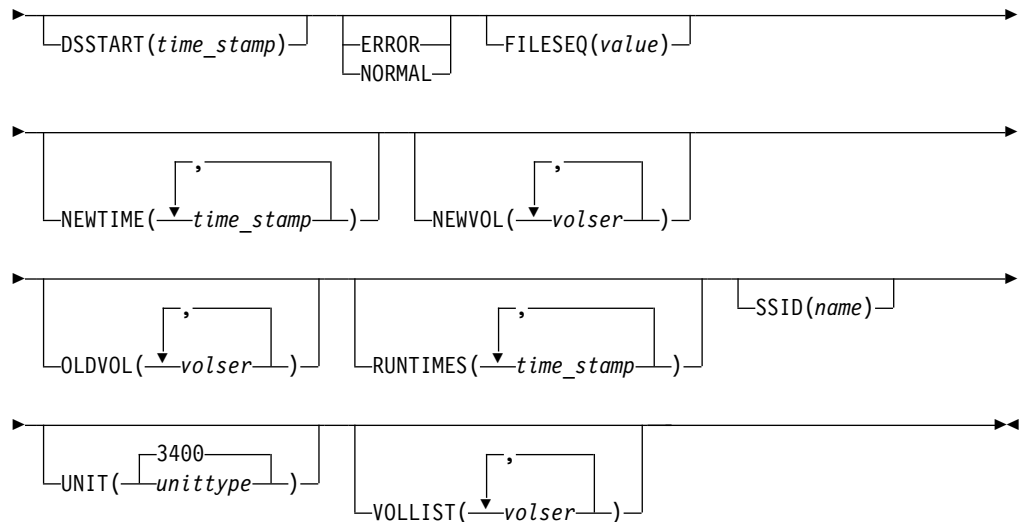 DSSTART(time_stamp) ERROR FILESEQ(value)
NORMAL
, ,
NEWTIME( time_stamp ) NEWVOL( volser )
SSID(name)
, ,
OLDVOL( volser ) RUNTIMES( time_stamp )
3400 ,
UNIT( unittype )
VOLLIST( volser )